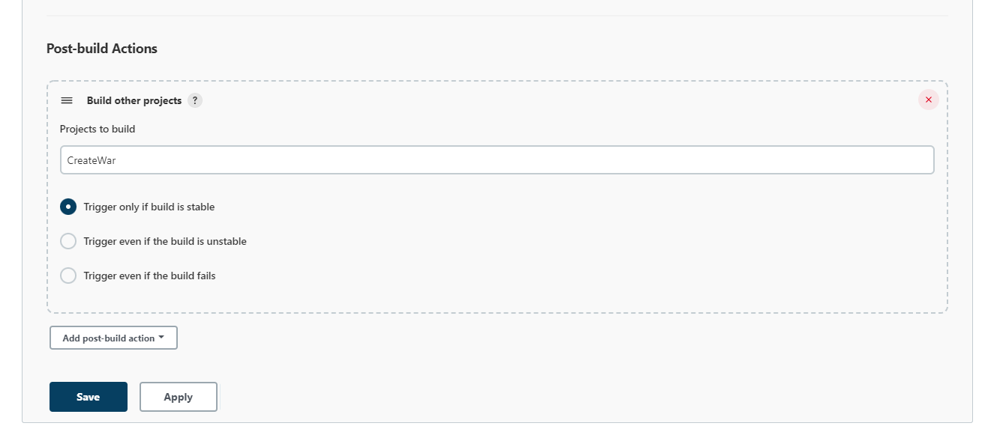 Post-build Actions
Build other projects ?
Projects to build
CreateWar
Trigger only if build is stable
Trigger even if the build is unstable
Trigger even if the build fails
Add post-build action
Save Apply